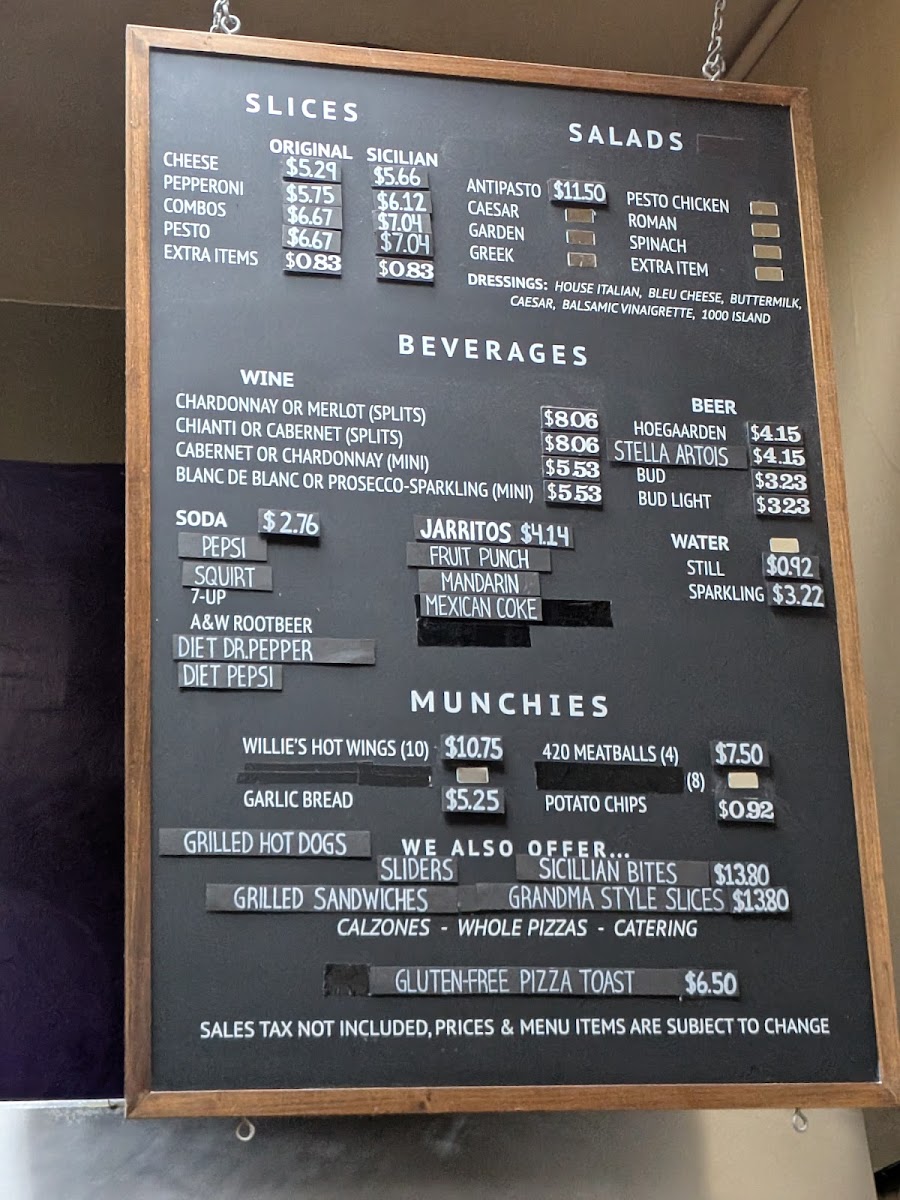 SLICES
ORIGINAL SICILIAN
CHEESE $5.29 $5.66
PEPPERONI $5.75 $6.12
COMBOS $6.67 $7.04
PESTO $6.67 $7.04
EXTRA ITEMS $0.83 $0.83
SALADS
ANTIPASTO $11.50 PESTO CHICKEN
CAESAR ROMAN
GARDEN SPINACH
GREEK EXTRA ITEM
DRESSINGS: HOUSE ITALIAN, BLEU CHEESE, BUTTERMILK,
CAESAR, BALSAMIC VINAIGRETTE, 1000 ISLAND
BEVERAGES
WINE
CHARDONNAY OR MERLOT (SPLITS) $8.06
CHIANTI OR CABERNET (SPLITS) $8.06
CABERNET OR CHARDONNAY (MINI) $5.53
BLANC DE BLANC OR PROSECCO-SPARKLING (MINI) $5.53
BEER
HOEGAARDEN $4.15
STELLA ARTOIS $4.15
BUD $3.23
BUD LIGHT $3.23
SODA $2.76
PEPSI
SQUIRT
7-UP
A&W ROOTBEER
DIET DR.PEPPER
DIET PEPSI
JARRITOS $4.14
FRUIT PUNCH
MANDARIN
MEXICAN COKE
WATER
STILL $0.92
SPARKLING $3.22
MUNCHIES
WILLIE'S HOT WINGS (10) $10.75 420 MEATBALLS (4) $7.50
(8)
GARLIC BREAD $5.25 POTATO CHIPS $0.92
GRILLED HOT DOGS WE ALSO OFFER...
SLIDERS SICILLIAN BITES $13.80
GRILLED SANDWICHES GRANDMA STYLE SLICES $13.80
CALZONES - WHOLE PIZZAS - CATERING
GLUTEN-FREE PIZZA TOAST $6.50
SALES TAX NOT INCLUDED, PRICES & MENU ITEMS ARE SUBJECT TO CHANGE